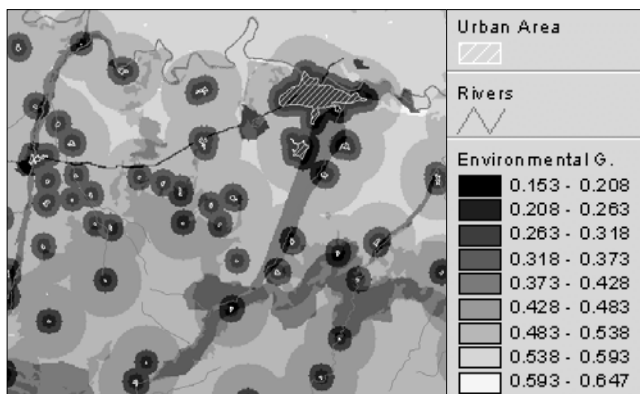 Urban Area
Rivers
Environmental G.
0.153 - 0.208
0.208 - 0.263
0.263 - 0.318
0.318 - 0.373
0.373 - 0.428
0.428 - 0.483
0.483 - 0.538
0.538 - 0.593
0.593 - 0.647